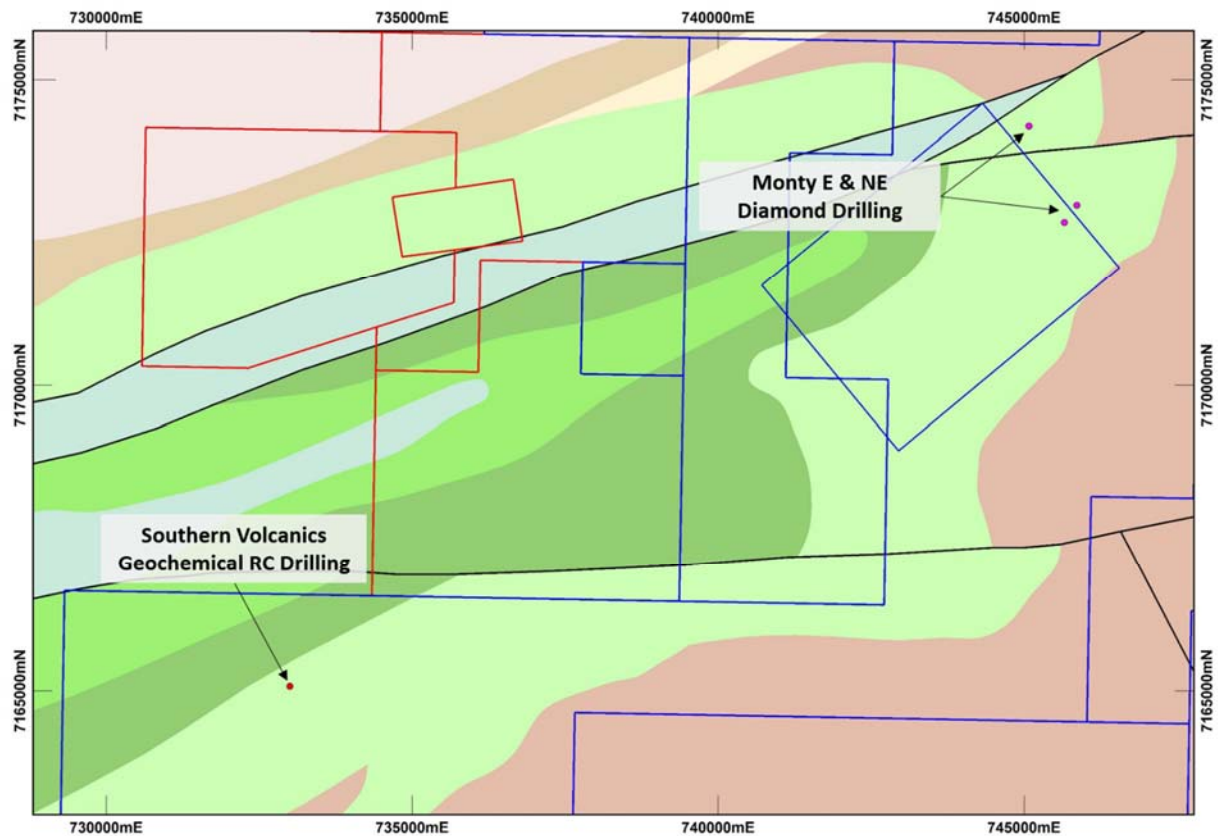 730000mE
735000mE
740000mE
745000mE
7175000mN
7175000mN
Monty E & NE
Diamond Drilling
7170000mN
7170000mN
Southern Volcanics
Geochemical RC Drilling
7165000mN
7165000mN
730000mE
735000mE
740000mE
745000mE